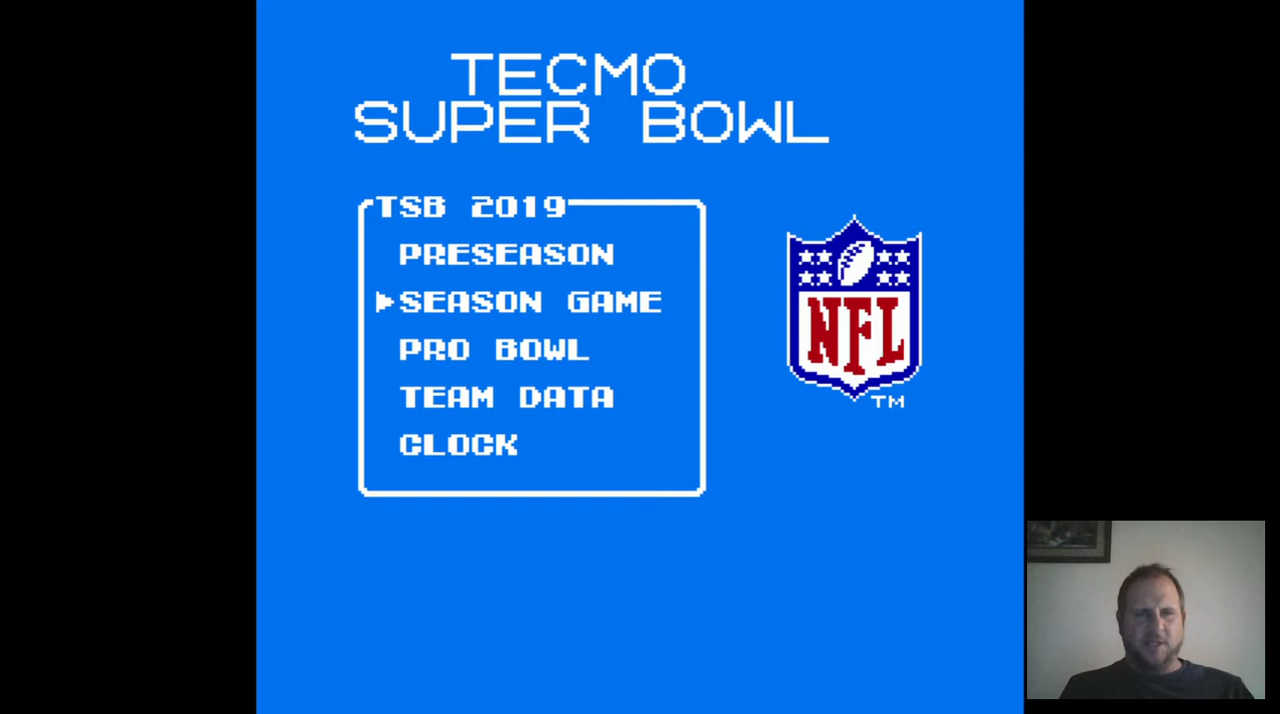 TECMO
SUPER BOWL
TSB 2019
PRESEASON
SEASON GAME
PRO BOWL
TEAM DATA
CLOCK
NFL
TM